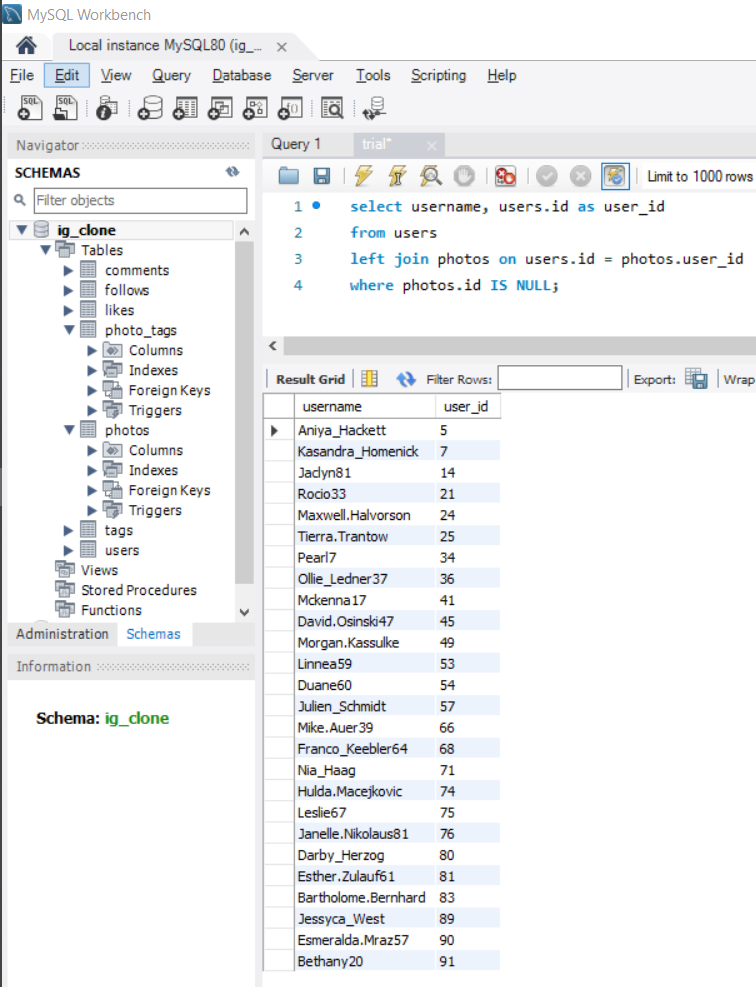 MySQL Workbench
Local instance MySQL80 (ig_... ×
File Edit View Query Database Server Tools Scripting Help
Navigator
Query 1 trial* ×
SCHEMAS
Limit to 1000 rows
Filter objects
ig_clone
Tables
comments
follows
likes
photo_tags
Columns
Indexes
Foreign Keys
Triggers
photos
Columns
Indexes
Foreign Keys
Triggers
tags
users
Views
Stored Procedures
Functions
Administration Schemas
Information
Schema: ig_clone
1 select username, users.id as user_id
2 from users
3 left join photos on users.id = photos.user_id
4 where photos.id IS NULL;
Result Grid Filter Rows: Export: Wrap
username user_id
Aniya_Hackett 5
Kasandra_Homenick 7
Jaclyn81 14
Rocio33 21
Maxwell.Halvorson 24
Tierra.Trantow 25
Pearl7 34
Ollie_Ledner37 36
Mckenna17 41
David.Osinski47 45
Morgan.Kassulke 49
Linnea59 53
Duane60 54
Julien_Schmidt 57
Mike.Auer39 66
Franco_Keebler64 68
Nia_Haag 71
Hulda.Macejkovic 74
Leslie67 75
Janelle.Nikolaus81 76
Darby_Herzog 80
Esther.Zulauf61 81
Bartholome.Bernhard 83
Jessyca_West 89
Esmeralda.Mraz57 90
Bethany20 91